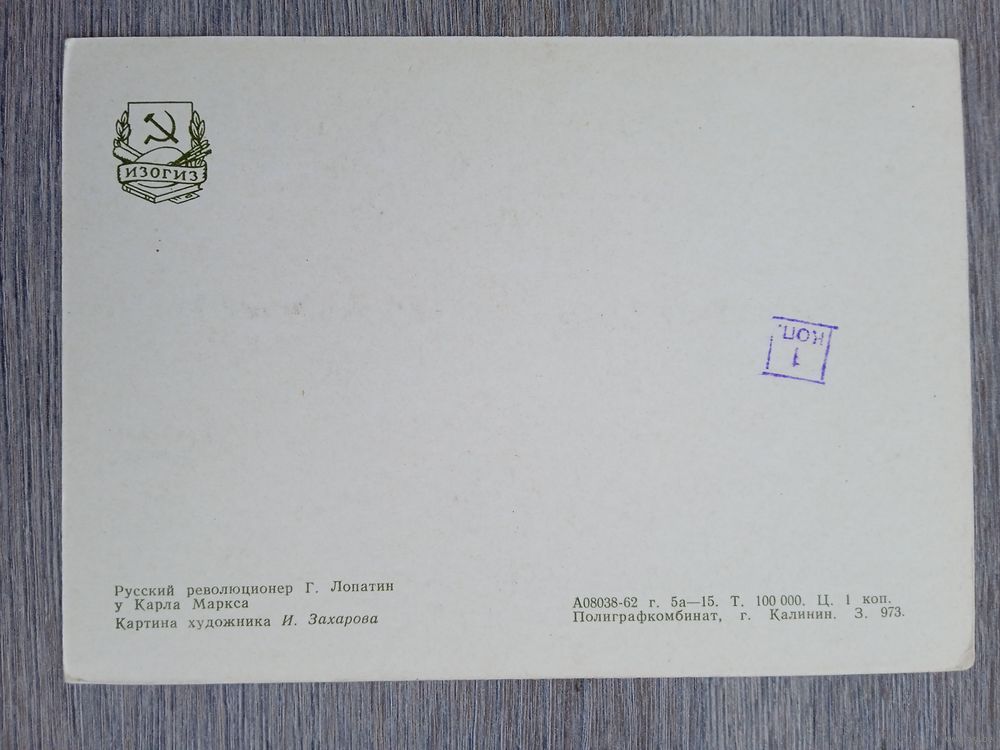 ИЗОГИЗ
1
КОП.
Русский революционер Г. Лопатин
у Карла Маркса
Картина художника И. Захарова
А08038-62 г. 5а—15. Т. 100 000. Ц. 1 коп.
Полиграфкомбинат, г. Калинин. З. 973.